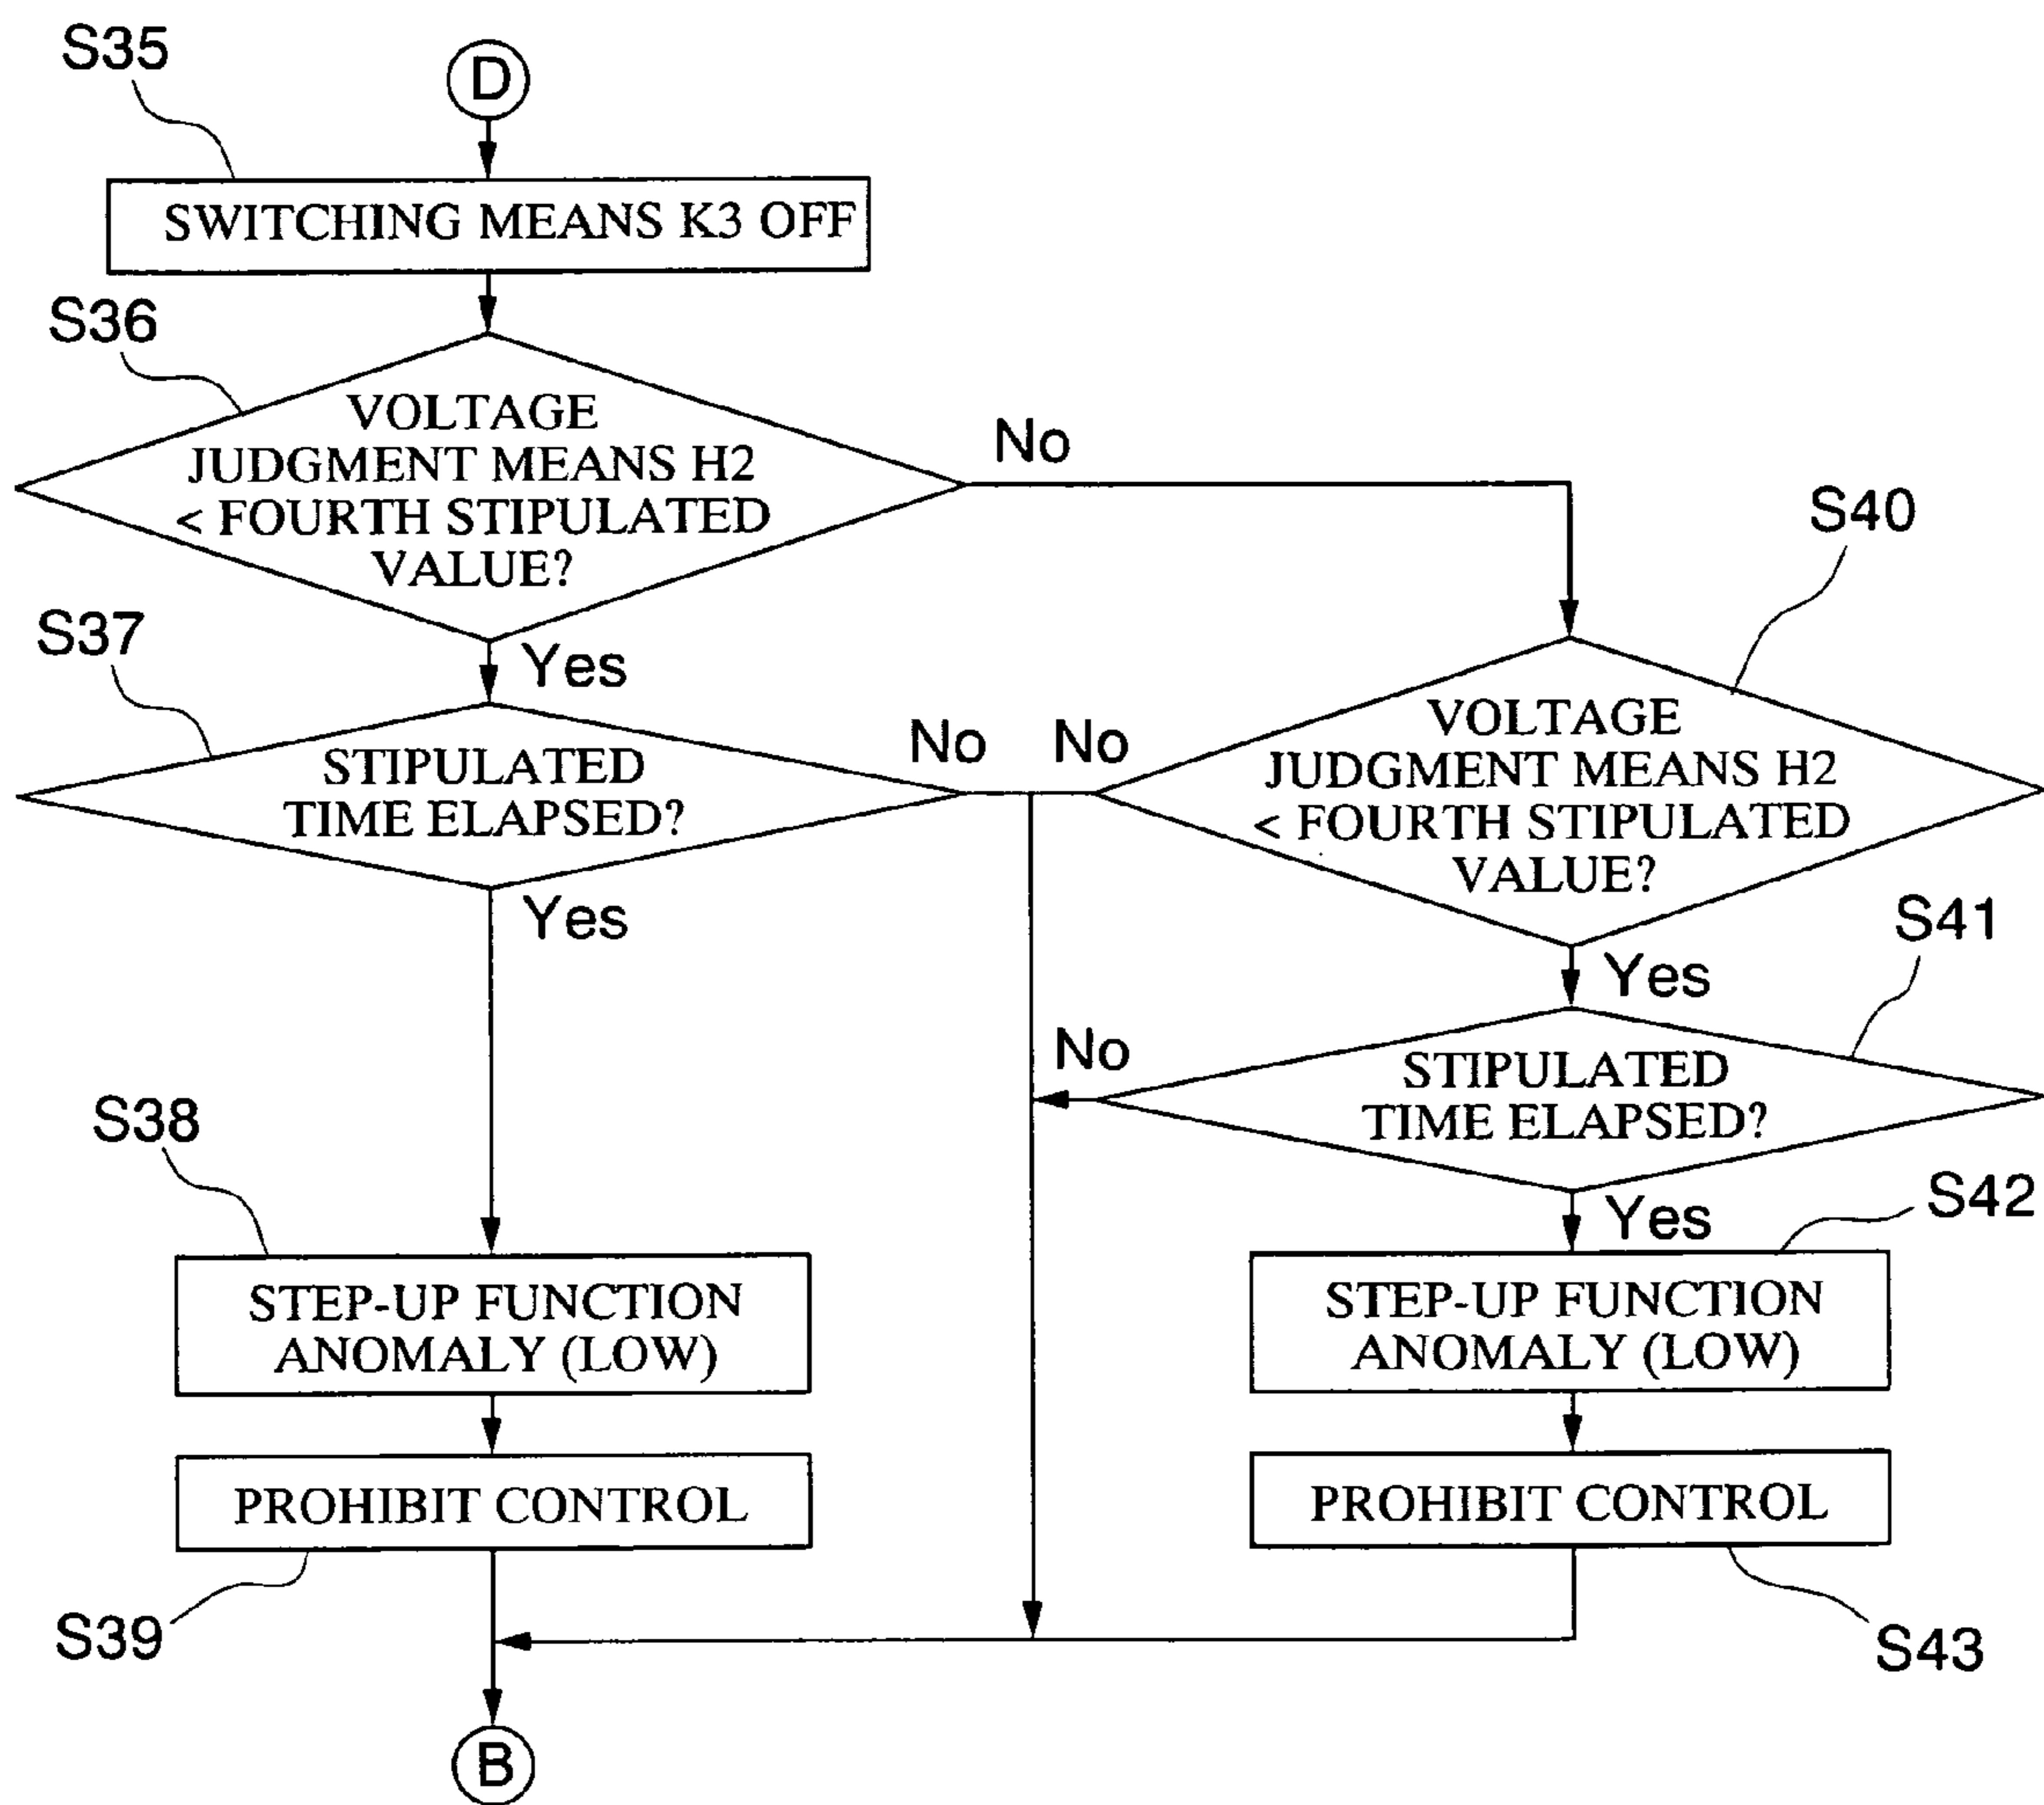 S35
D
SWITCHING MEANS K3 OFF
S36
VOLTAGE
JUDGMENT MEANS H2
< FOURTH STIPULATED
VALUE?
No
Yes
S37
STIPULATED
TIME ELAPSED?
No
Yes
S40
VOLTAGE
JUDGMENT MEANS H2
< FOURTH STIPULATED
VALUE?
No
Yes
S41
STIPULATED
TIME ELAPSED?
No
Yes
S38
STEP-UP FUNCTION
ANOMALY (LOW)
PROHIBIT CONTROL
S39
S42
STEP-UP FUNCTION
ANOMALY (LOW)
PROHIBIT CONTROL
S43
B